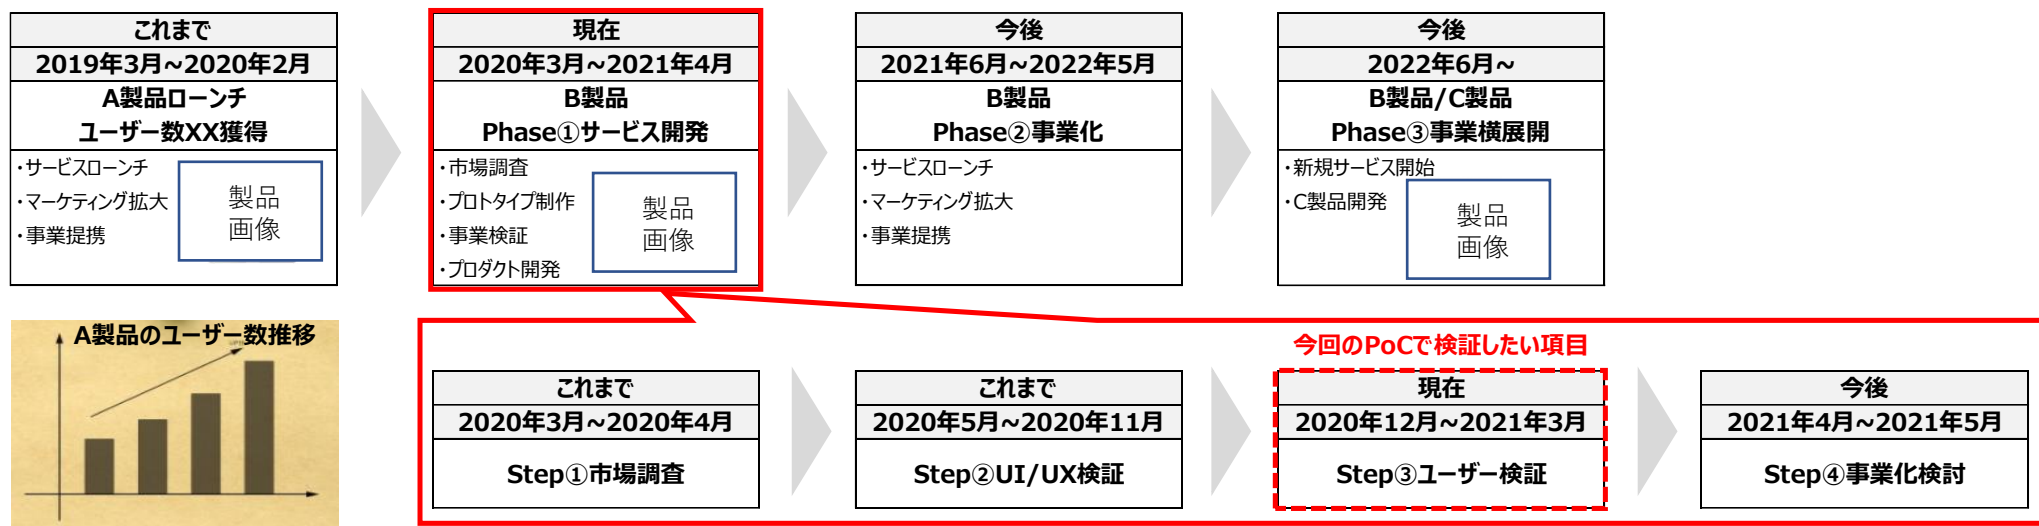 これまで
2019年3月~2020年2月
A製品ローンチ
ユーザー数XX獲得
・サービスローンチ
・マーケティング拡大
・事業提携
製品
画像
現在
2020年3月~2021年4月
B製品
Phase①サービス開発
・市場調査
・プロトタイプ制作
・事業検証
・プロダクト開発
製品
画像
今後
2021年6月~2022年5月
B製品
Phase②事業化
・サービスローンチ
・マーケティング拡大
・事業提携
今後
2022年6月~
B製品/C製品
Phase③事業横展開
・新規サービス開始
・C製品開発
製品
画像
A製品のユーザー数推移
今回のPoCで検証したい項目
これまで
2020年3月~2020年4月
Step①市場調査
これまで
2020年5月~2020年11月
Step②UI/UX検証
現在
2020年12月~2021年3月
Step③ユーザー検証
今後
2021年4月~2021年5月
Step④事業化検討